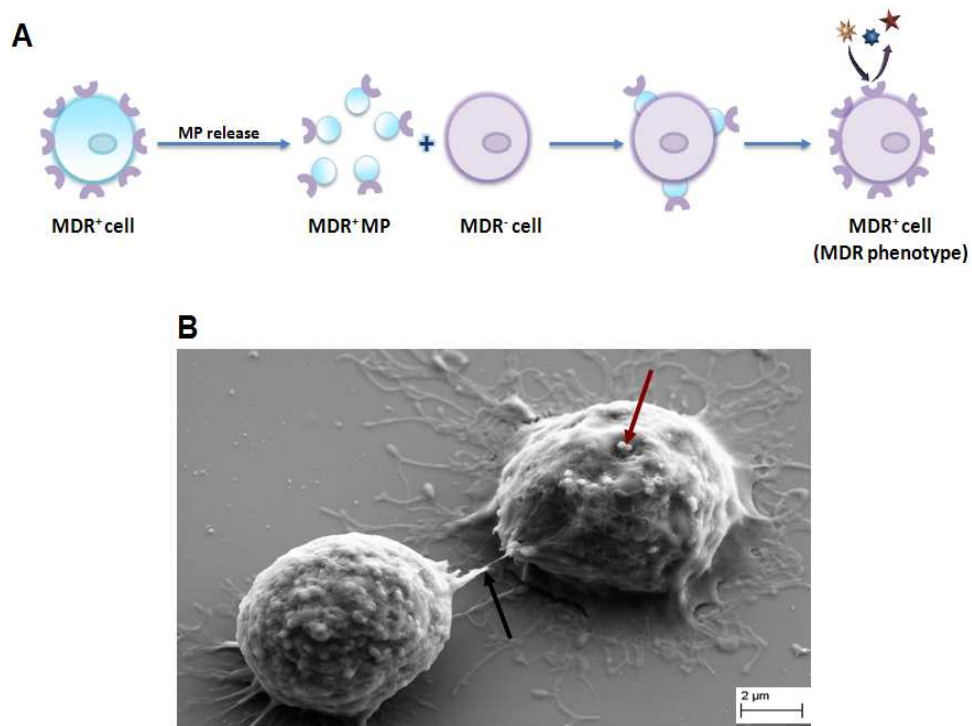 A
MP release
+
MDR⁺ cell
MDR⁺ MP
MDR⁻ cell
MDR⁺ cell
(MDR phenotype)
B
2 µm